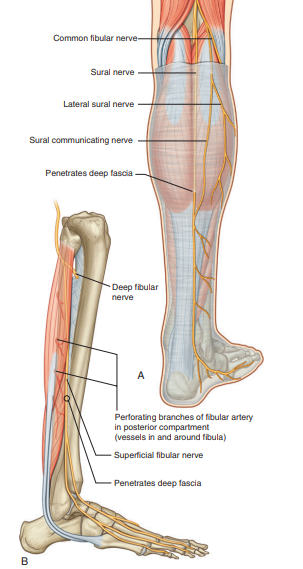 Common fibular nerve
Sural nerve
Lateral sural nerve
Sural communicating nerve
Penetrates deep fascia
Deep fibular
nerve
A
Perforating branches of fibular artery
in posterior compartment
(vessels in and around fibula)
Superficial fibular nerve
Penetrates deep fascia
B